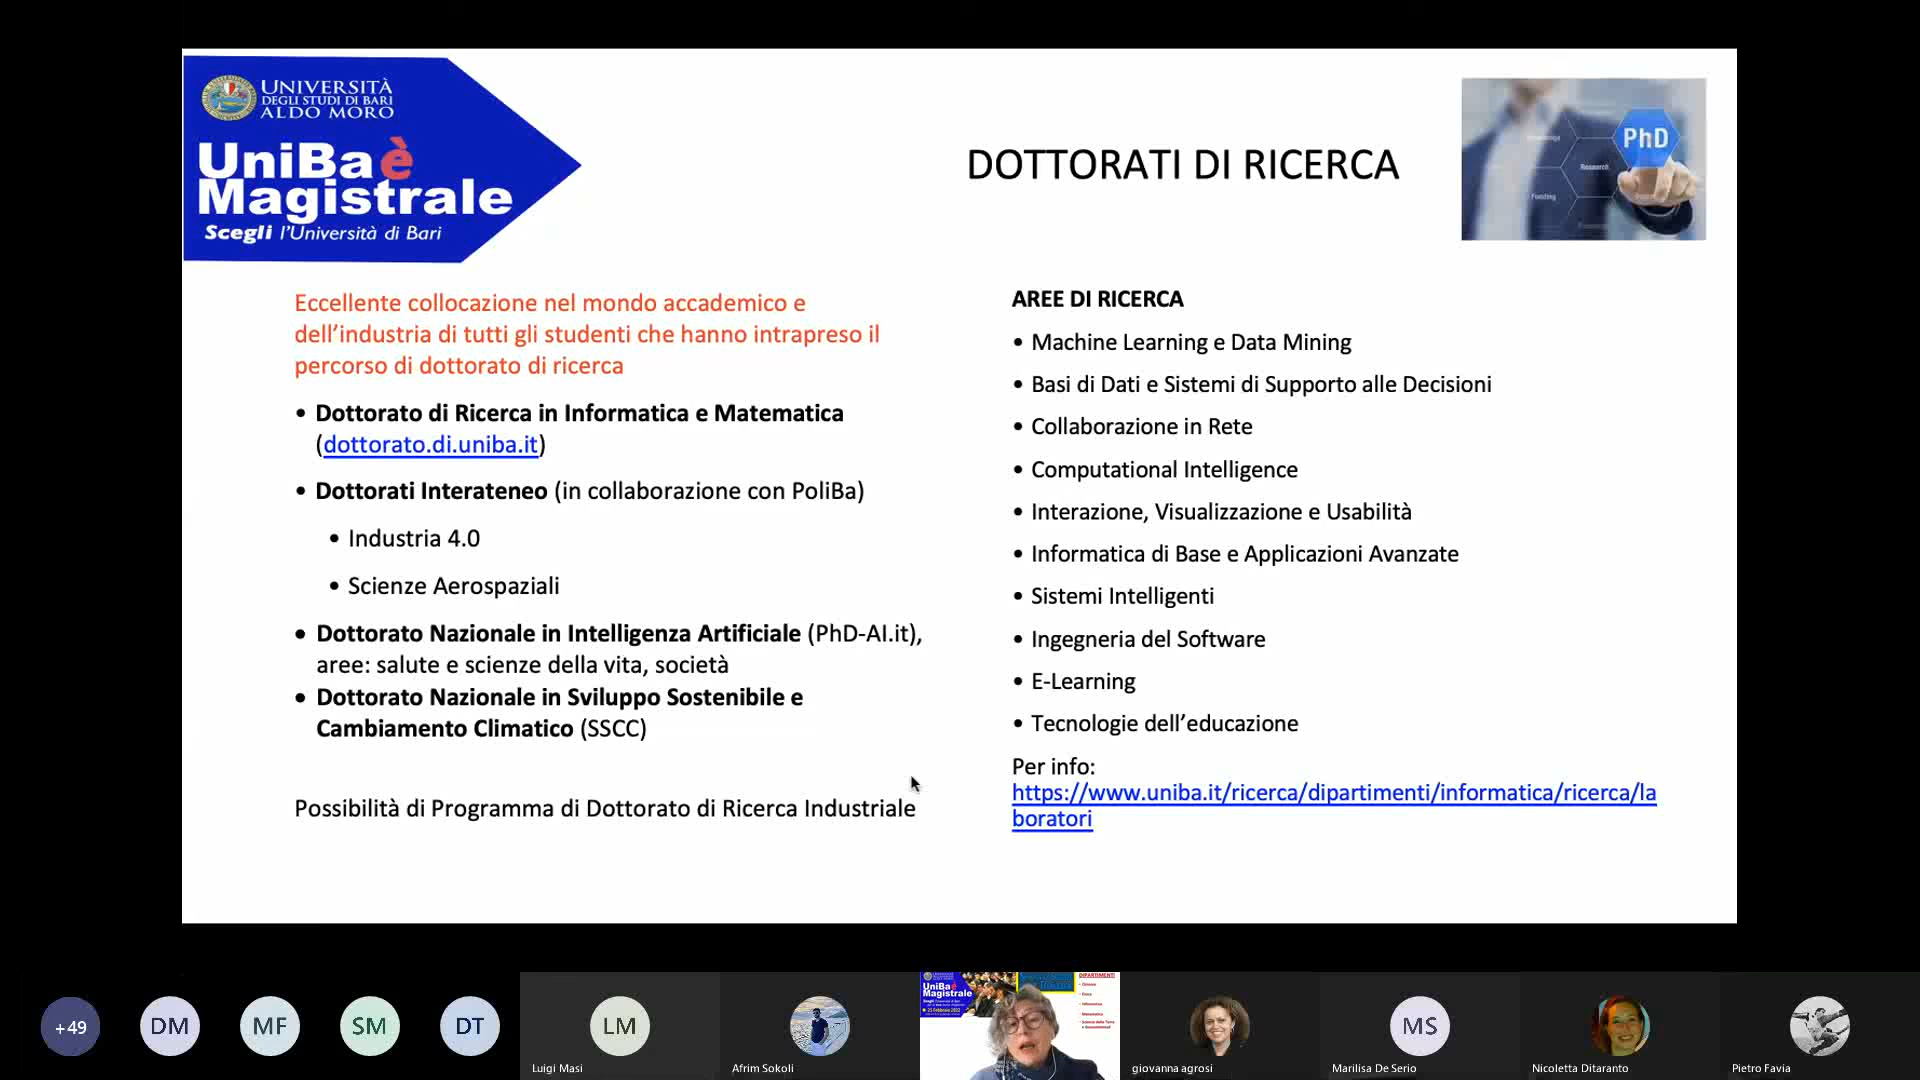 UNIVERSITÀ
DEGLI STUDI DI BARI
ALDO MORO
UniBa è
Magistrale
Scegli l'Università di Bari
DOTTORATI DI RICERCA
PhD
Research
Funding
Eccellente collocazione nel mondo accademico e
dell’industria di tutti gli studenti che hanno intrapreso il
percorso di dottorato di ricerca
• Dottorato di Ricerca in Informatica e Matematica
(dottorato.di.uniba.it)
• Dottorati Interateneo (in collaborazione con PoliBa)
• Industria 4.0
• Scienze Aerospaziali
• Dottorato Nazionale in Intelligenza Artificiale (PhD-AI.it),
aree: salute e scienze della vita, società
• Dottorato Nazionale in Sviluppo Sostenibile e
Cambiamento Climatico (SSCC)
Possibilità di Programma di Dottorato di Ricerca Industriale
AREE DI RICERCA
• Machine Learning e Data Mining
• Basi di Dati e Sistemi di Supporto alle Decisioni
• Collaborazione in Rete
• Computational Intelligence
• Interazione, Visualizzazione e Usabilità
• Informatica di Base e Applicazioni Avanzate
• Sistemi Intelligenti
• Ingegneria del Software
• E-Learning
• Tecnologie dell’educazione
Per info:
https://www.uniba.it/ricerca/dipartimenti/informatica/ricerca/la
boratori
+49
DM
MF
SM
DT
LM
Luigi Masi
Afrim Sokoli
UniBa è
Magistrale
DIPARTIMENTI
giovanna agrosi
MS
Marilisa De Serio
Nicoletta Ditaranto
Pietro Favia